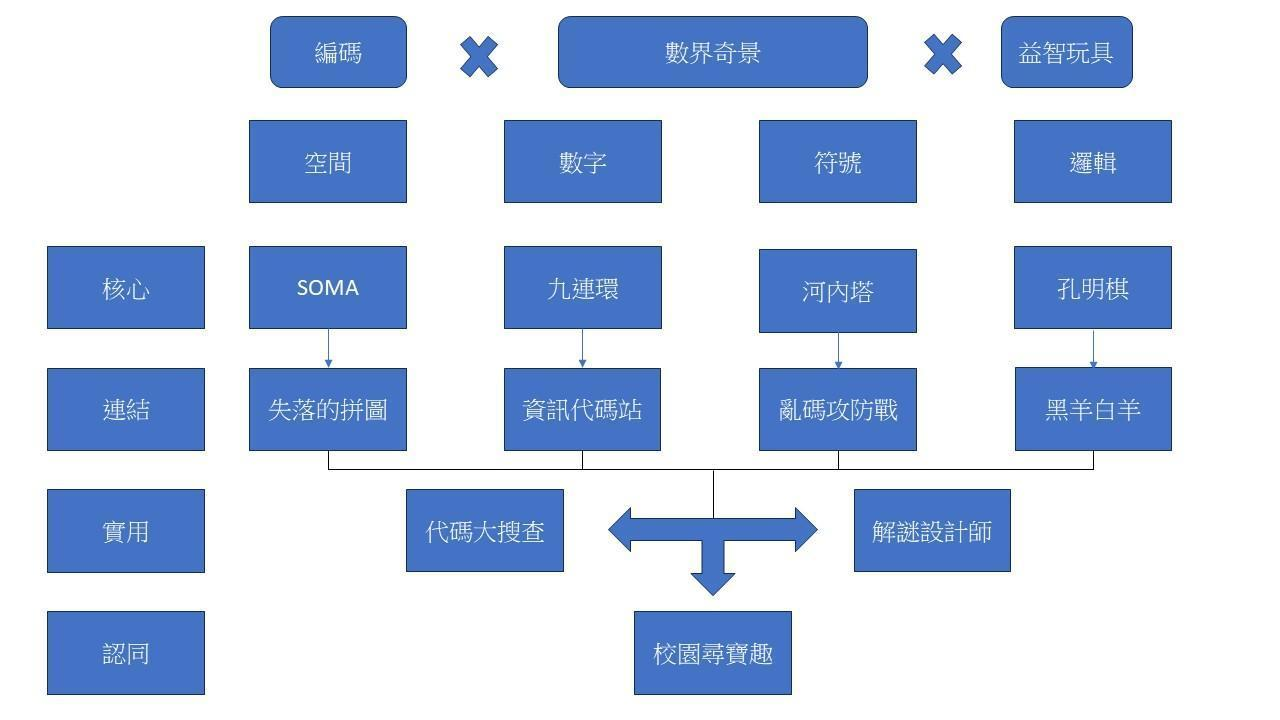 編碼
數界奇景
益智玩具
空間
數字
符號
邏輯
核心
SOMA
九連環
河內塔
孔明棋
連結
失落的拼圖
資訊代碼站
亂碼攻防戰
黑羊白羊
實用
代碼大搜查
解謎設計師
認同
校園尋寶趣